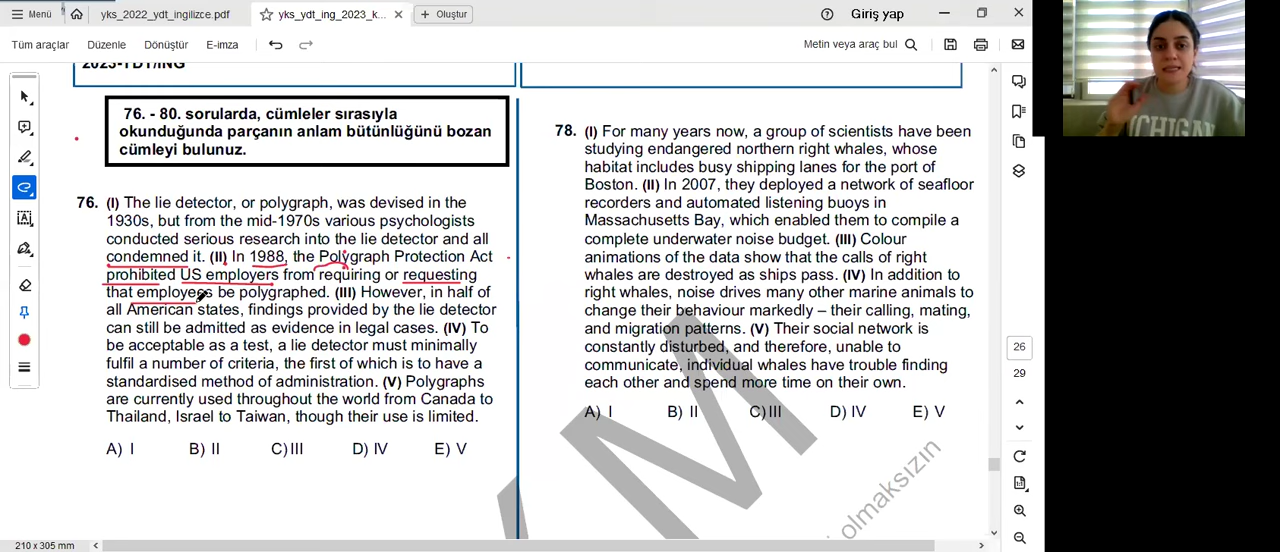 Menü
yks_2022_ydt_ingilizce.pdf
yks_ydt_ing_2023_k...
Oluştur
Giriş yap
Tüm araçlar
Düzenle
Dönüştür
E-imza
Metin veya araç bul
2023-YDT/İNG
76. - 80. sorularda, cümleler sırasıyla
okunduğunda parçanın anlam bütünlüğünü bozan
cümleyi bulunuz.
76. (I) The lie detector, or polygraph, was devised in the
1930s, but from the mid-1970s various psychologists
conducted serious research into the lie detector and all
condemned it. (II) In 1988, the Polygraph Protection Act
prohibited US employers from requiring or requesting
that employees be polygraphed. (III) However, in half of
all American states, findings provided by the lie detector
can still be admitted as evidence in legal cases. (IV) To
be acceptable as a test, a lie detector must minimally
fulfil a number of criteria, the first of which is to have a
standardised method of administration. (V) Polygraphs
are currently used throughout the world from Canada to
Thailand, Israel to Taiwan, though their use is limited.
A) I B) II C) III D) IV E) V
78. (I) For many years now, a group of scientists have been
studying endangered northern right whales, whose
habitat includes busy shipping lanes for the port of
Boston. (II) In 2007, they deployed a network of seafloor
recorders and automated listening buoys in
Massachusetts Bay, which enabled them to compile a
complete underwater noise budget. (III) Colour
animations of the data show that the calls of right
whales are destroyed as ships pass. (IV) In addition to
right whales, noise drives many other marine animals to
change their behaviour markedly – their calling, mating,
and migration patterns. (V) Their social network is
constantly disturbed, and therefore, unable to
communicate, individual whales have trouble finding
each other and spend more time on their own.
A) I B) II C) III D) IV E) V
olmaksızın
26
29
210 x 305 mm